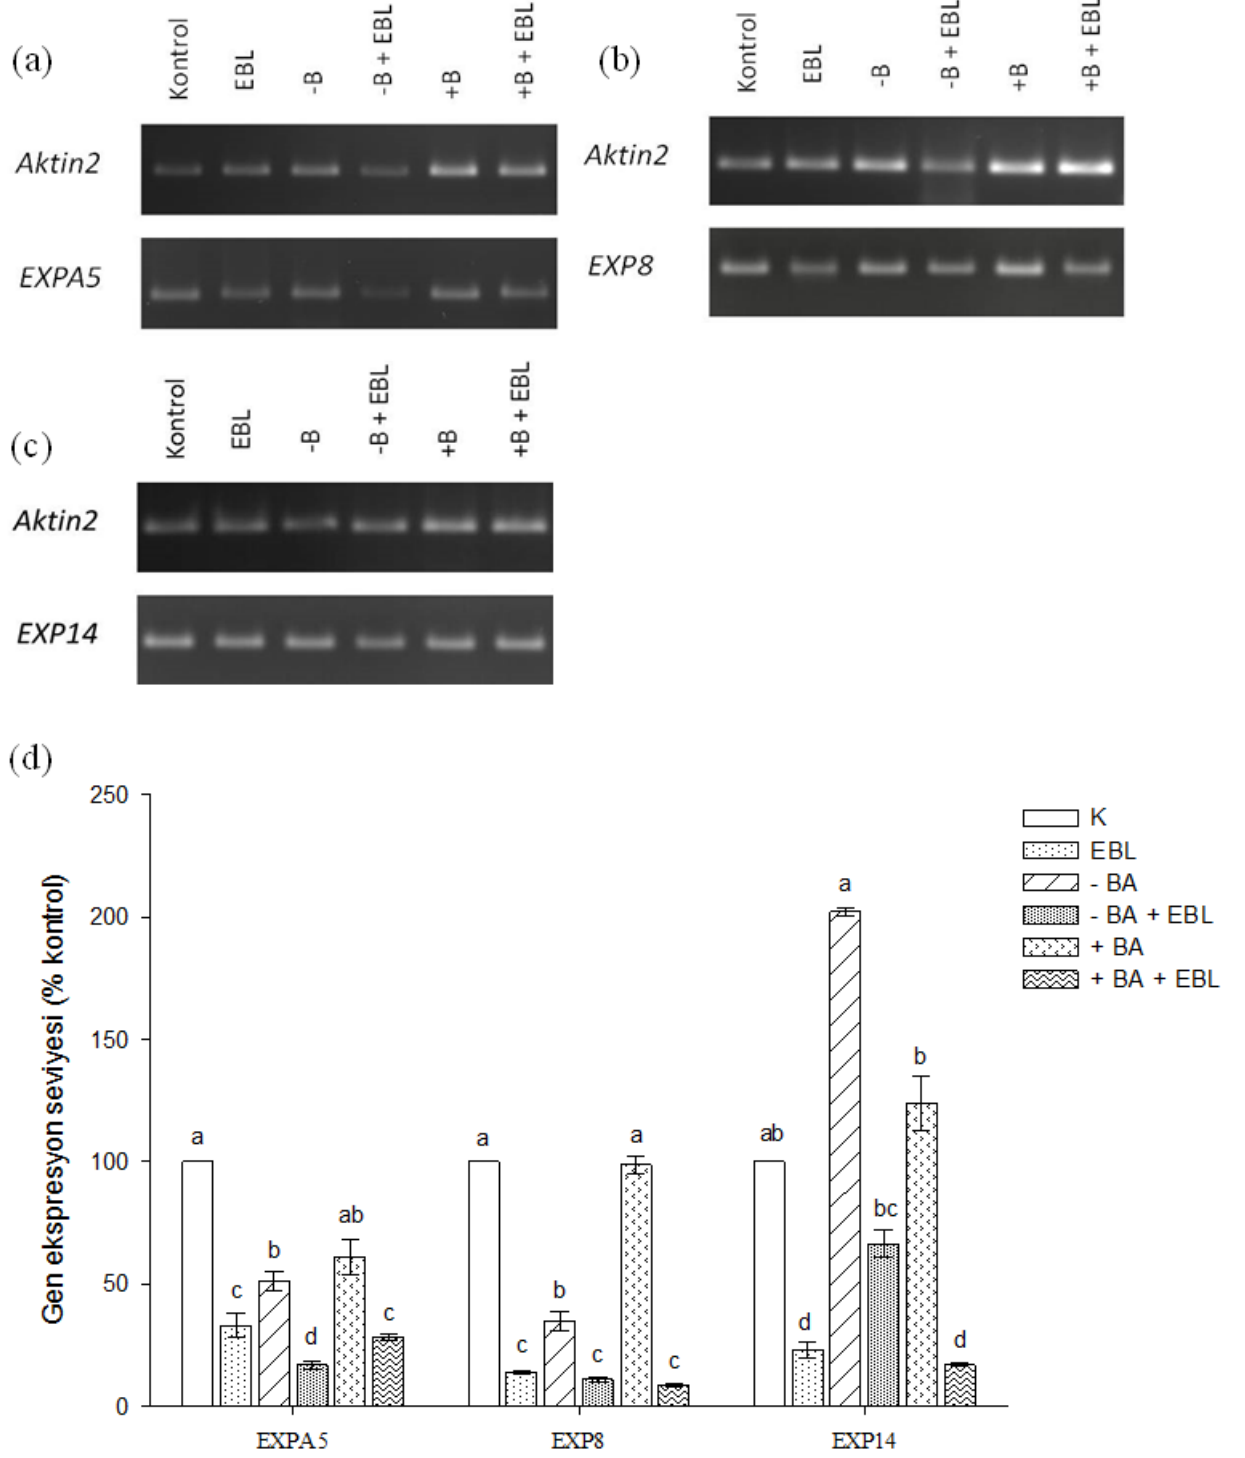 (a)
Kontrol
EBL
-B
-B + EBL
+B
+B + EBL
Aktin2
EXPA5
(b)
Kontrol
EBL
-B
-B + EBL
+B
+B + EBL
Aktin2
EXP8
(c)
Kontrol
EBL
-B
-B + EBL
+B
+B + EBL
Aktin2
EXP14
(d)
Gen ekspresyon seviyesi (% kontrol)
250
200
150
100
50
0
a
c
b
d
ab
c
a
c
b
c
a
c
ab
d
a
bc
b
d
EXPA5
EXP8
EXP14
K
EBL
- BA
- BA + EBL
+ BA
+ BA + EBL